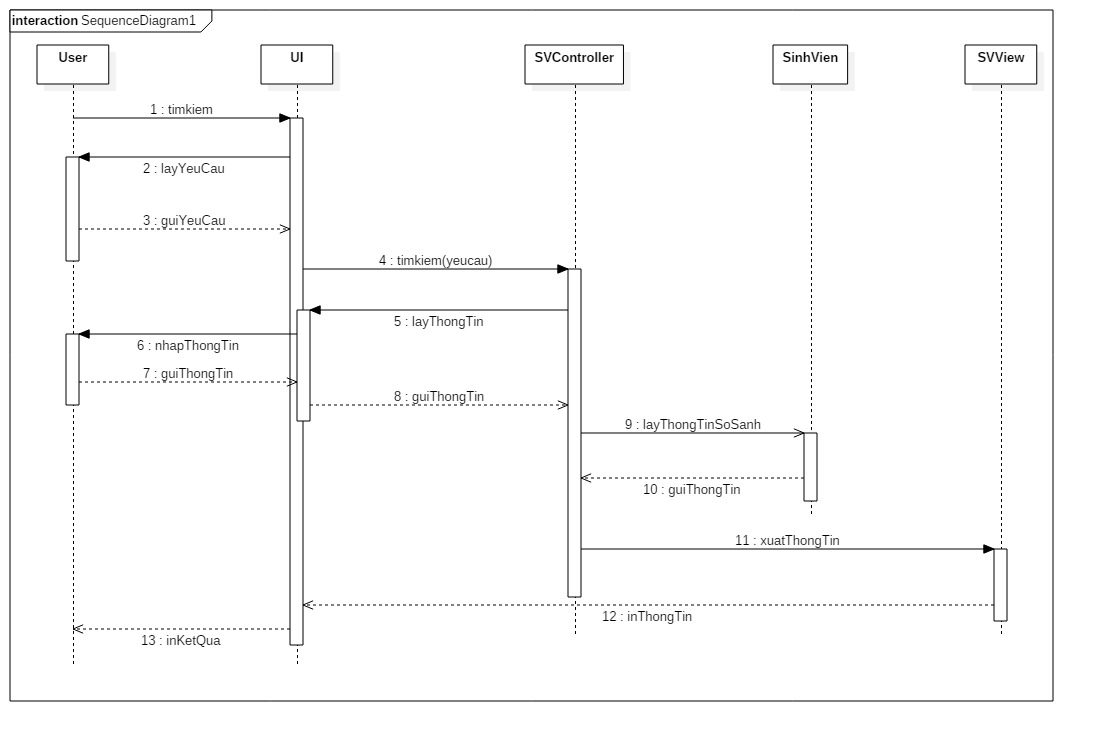 interaction SequenceDiagram1
User
UI
SVController
SinhVien
SVView
1 : timkiem
2 : layYeuCau
3 : guiYeuCau
4 : timkiem(yeucau)
5 : layThongTin
6 : nhapThongTin
7 : guiThongTin
8 : guiThongTin
9 : layThongTinSoSanh
10 : guiThongTin
11 : xuatThongTin
12 : inThongTin
13 : inKetQua